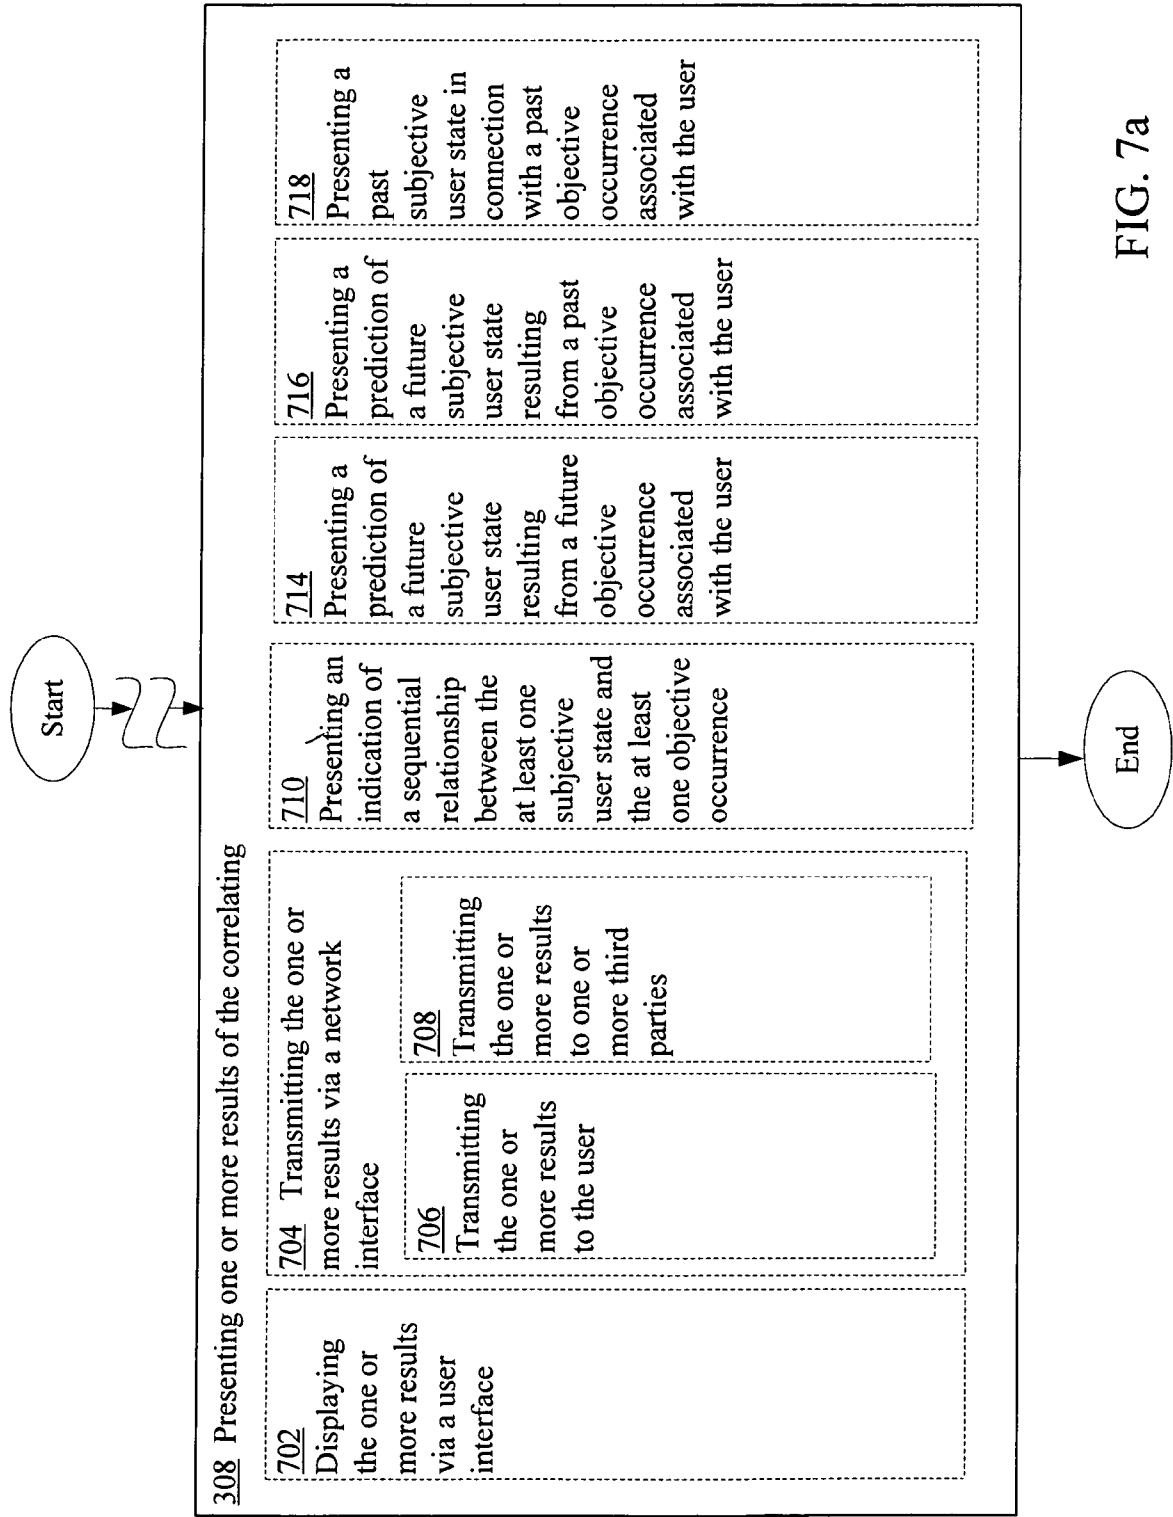 Start
308 Presenting one or more results of the correlating
702
Displaying
the one or
more results
via a user
interface
704 Transmitting the one or
more results via a network
interface
706
Transmitting
the one or
more results
to the user
708
Transmitting
the one or
more results
to one or
more third
parties
710
Presenting an
indication of
a sequential
relationship
between the
at least one
subjective
user state and
the at least
one objective
occurrence
714
Presenting a
prediction of
a future
subjective
user state
resulting
from a future
objective
occurrence
associated
with the user
716
Presenting a
prediction of
a future
subjective
user state
resulting
from a past
objective
occurrence
associated
with the user
718
Presenting a
past
subjective
user state in
connection
with a past
objective
occurrence
associated
with the user
End
FIG. 7a